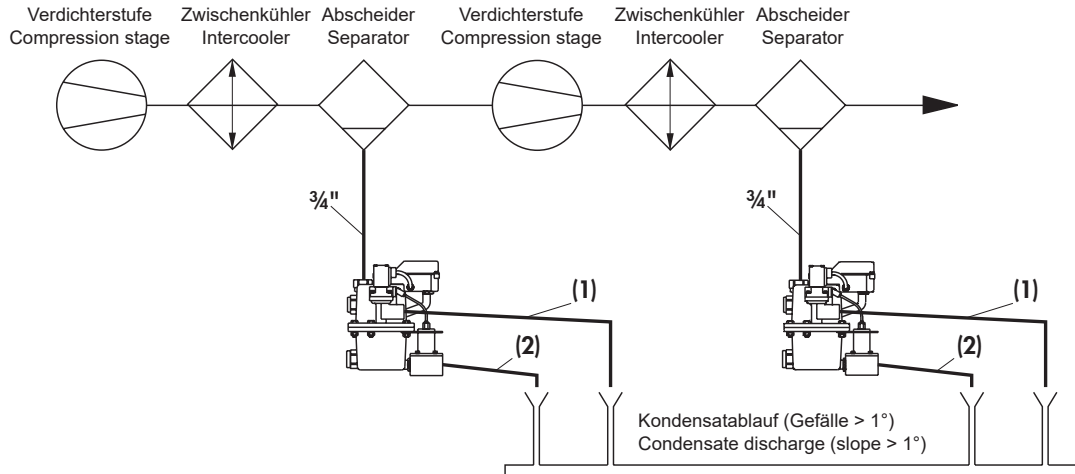 Verdichterstufe
Compression stage
Zwischenkühler
Intercooler
Abscheider
Separator
Verdichterstufe
Compression stage
Zwischenkühler
Intercooler
Abscheider
Separator
¾"
¾"
(1)
(1)
(2)
(2)
Kondensatablauf (Gefälle > 1°)
Condensate discharge (slope > 1°)